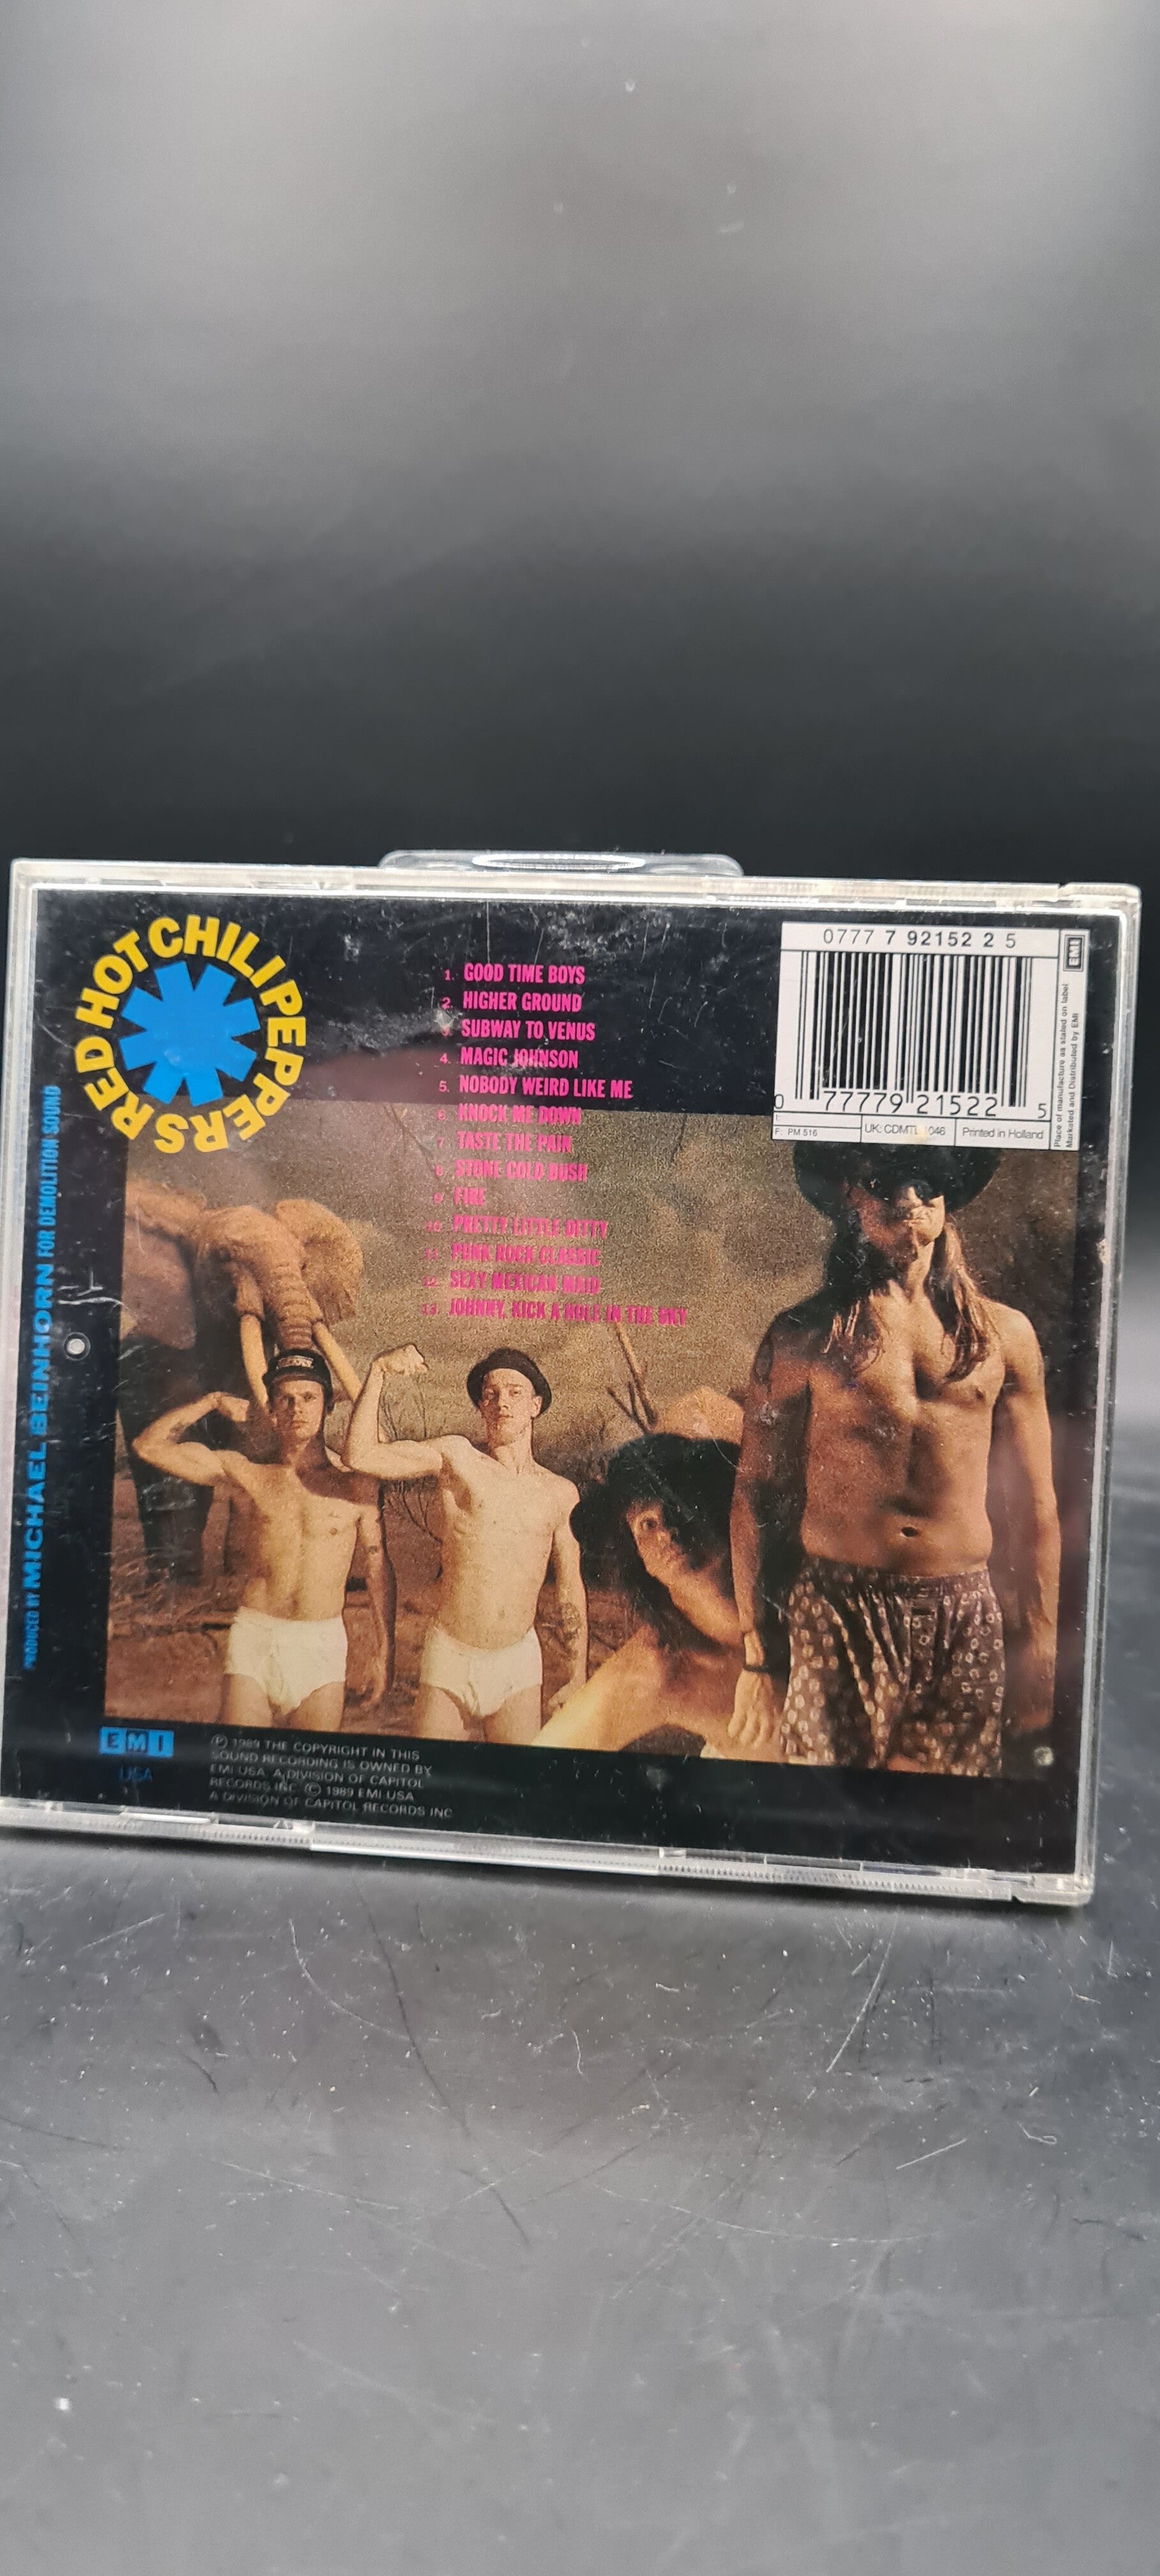 RED HOT CHILI PEPPERS
PRODUCED BY MICHAEL BEINHORN FOR DEMOLITION SOUND
1. GOOD TIME BOYS
2. HIGHER GROUND
3. SUBWAY TO VENUS
4. MAGIC JOHNSON
5. NOBODY WEIRD LIKE ME
6. KNOCK ME DOWN
7. TASTE THE PAIN
8. STONE COLD BUSH
9. FIRE
10. PRETTY LITTLE DITTY
11. PUNK ROCK CLASSIC
12. SEXY MEXICAN MAID
13. JOHNNY, KICK A HOLE IN THE SKY
0777 7 92152 2 5
0 77779 21522 5
F: PM 516
UK: CDMTL 1046
Printed in Holland
EMI
Place of manufacture as stated on label
Marketed and Distributed by EMI
EMI
USA
Ⓟ 1989 THE COPYRIGHT IN THIS
SOUND RECORDING IS OWNED BY
EMI USA, A DIVISION OF CAPITOL
RECORDS INC. © 1989 EMI USA
A DIVISION OF CAPITOL RECORDS INC